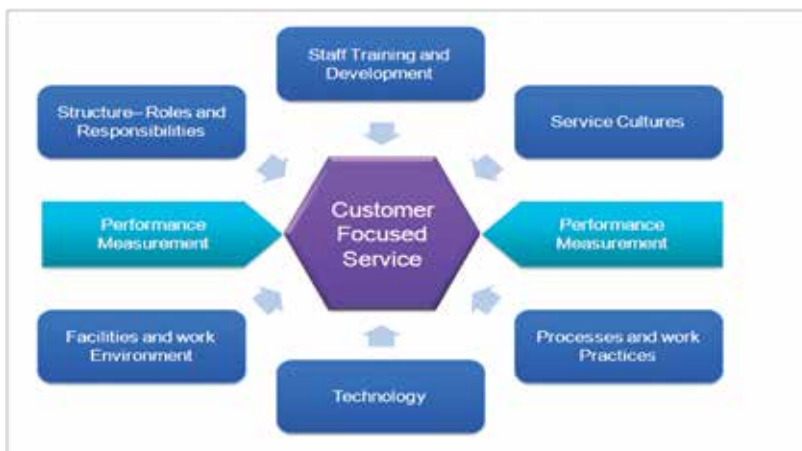 Staff Training and
Development
Structure– Roles and
Responsibilities
Service Cultures
Performance
Measurement
Customer
Focused
Service
Performance
Measurement
Facilities and work
Environment
Technology
Processes and work
Practices